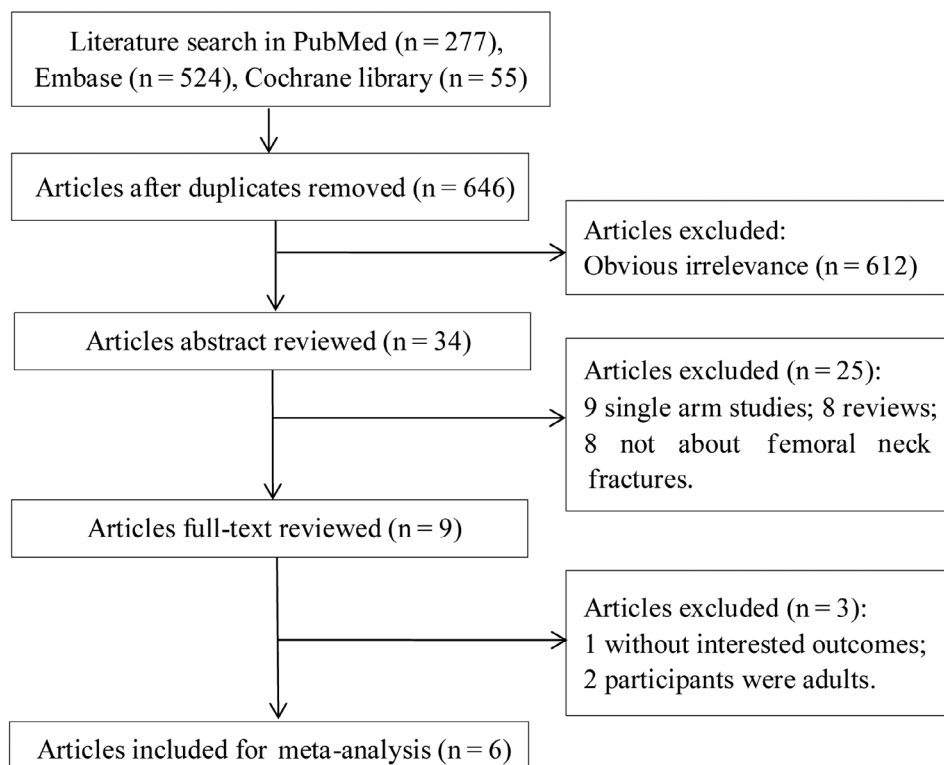 Literature search in PubMed (n = 277),
Embase (n = 524), Cochrane library (n = 55)
Articles after duplicates removed (n = 646)
Articles excluded:
Obvious irrelevance (n = 612)
Articles abstract reviewed (n = 34)
Articles excluded (n = 25):
9 single arm studies; 8 reviews;
8 not about femoral neck
fractures.
Articles full-text reviewed (n = 9)
Articles excluded (n = 3):
1 without interested outcomes;
2 participants were adults.
Articles included for meta-analysis (n = 6)